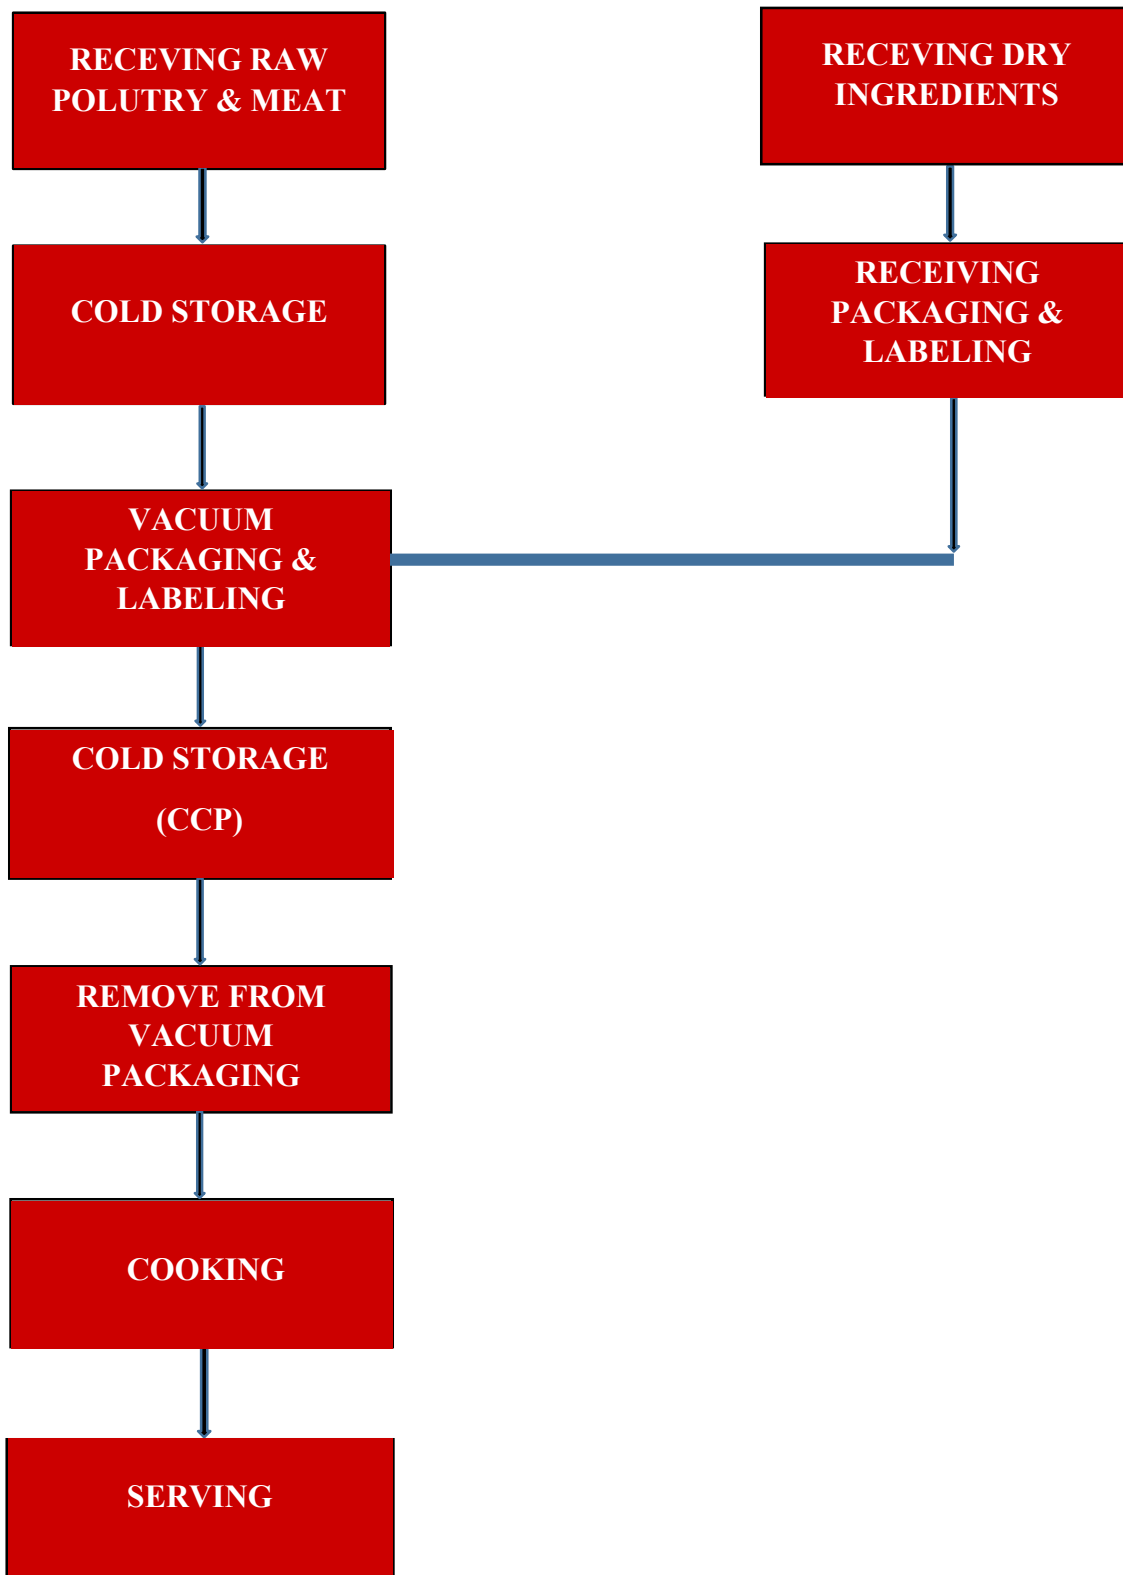 RECEVING RAW
POLUTRY & MEAT
RECEVING DRY
INGREDIENTS
COLD STORAGE
RECEIVING
PACKAGING &
LABELING
VACUUM
PACKAGING &
LABELING
COLD STORAGE
(CCP)
REMOVE FROM
VACUUM
PACKAGING
COOKING
SERVING